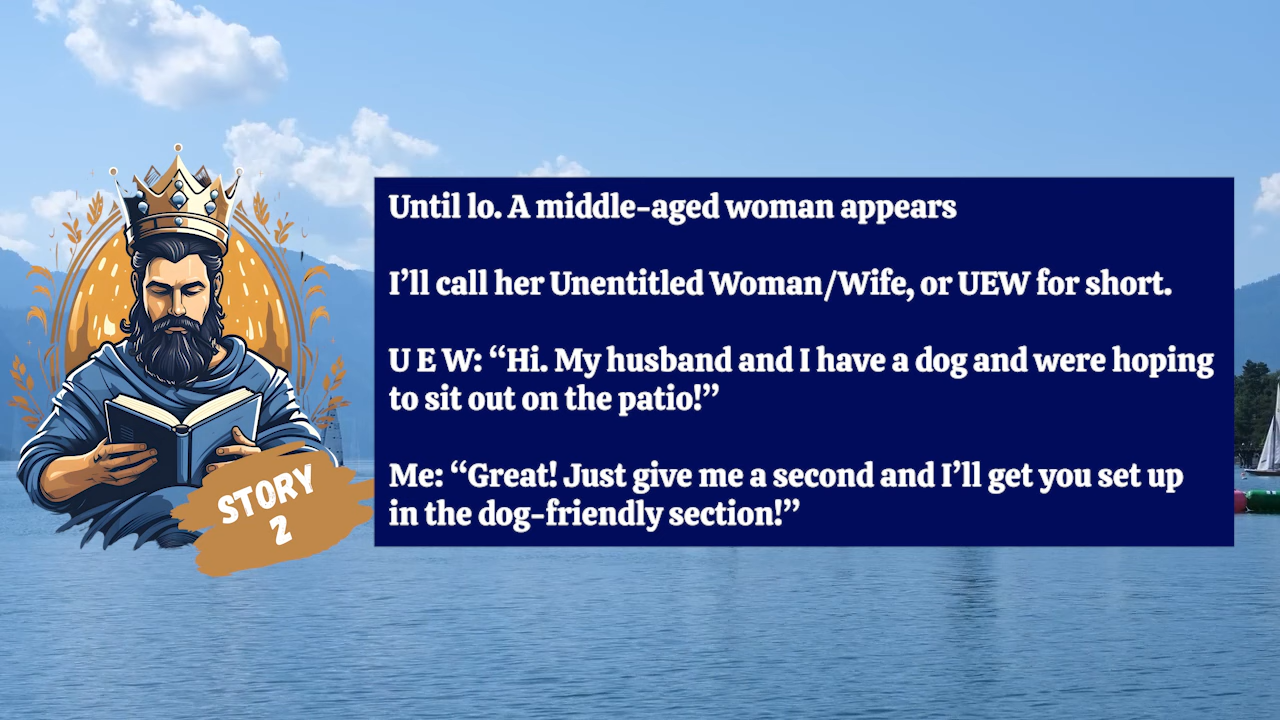 Until lo. A middle-aged woman appears
I’ll call her Unentitled Woman/Wife, or UEW for short.
U E W: “Hi. My husband and I have a dog and were hoping
to sit out on the patio!”
Me: “Great! Just give me a second and I’ll get you set up
in the dog-friendly section!”
STORY
2